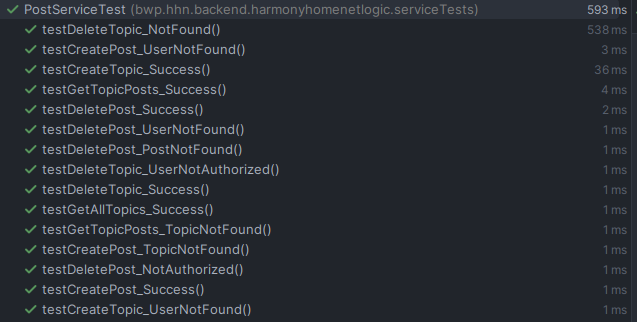 PostServiceTest (bwp.hhn.backend.harmonyhomenetlogic.serviceTests) 593 ms
testDeleteTopic_NotFound() 538 ms
testCreatePost_UserNotFound() 3 ms
testCreateTopic_Success() 36 ms
testGetTopicPosts_Success() 4 ms
testDeletePost_Success() 2 ms
testDeletePost_UserNotFound() 1 ms
testDeletePost_PostNotFound() 1 ms
testDeleteTopic_UserNotAuthorized() 1 ms
testDeleteTopic_Success() 1 ms
testGetAllTopics_Success() 1 ms
testGetTopicPosts_TopicNotFound() 1 ms
testCreatePost_TopicNotFound() 1 ms
testDeletePost_NotAuthorized() 1 ms
testCreatePost_Success() 1 ms
testCreateTopic_UserNotFound() 1 ms